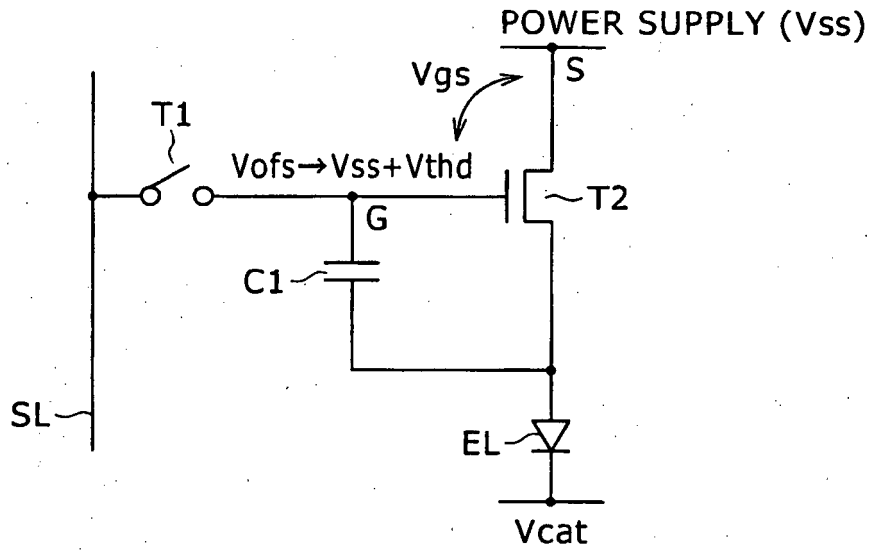 POWER SUPPLY (Vss)
S
Vgs
T1
Vofs→Vss+Vthd
T2
G
C1
SL
EL
Vcat